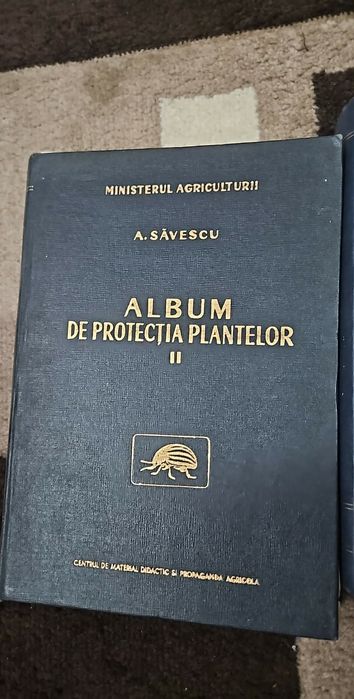 MINISTERUL AGRICULTURII
A. SĂVESCU
ALBUM
DE PROTECȚIA PLANTELOR
II
CENTRUL DE MATERIAL DIDACTIC ȘI PROPAGANDĂ AGRICOLĂ